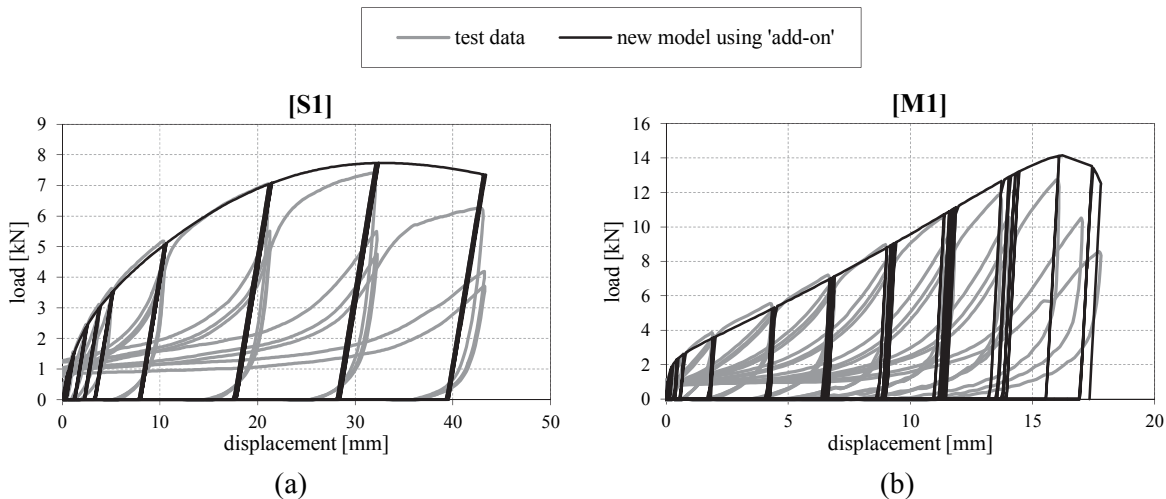 test data
new model using 'add-on'
[S1]
9
8
7
6
5
4
3
2
1
0
load [kN]
0 10 20 30 40 50
displacement [mm]
(a)
[M1]
16
14
12
10
8
6
4
2
0
load [kN]
0 5 10 15 20
displacement [mm]
(b)